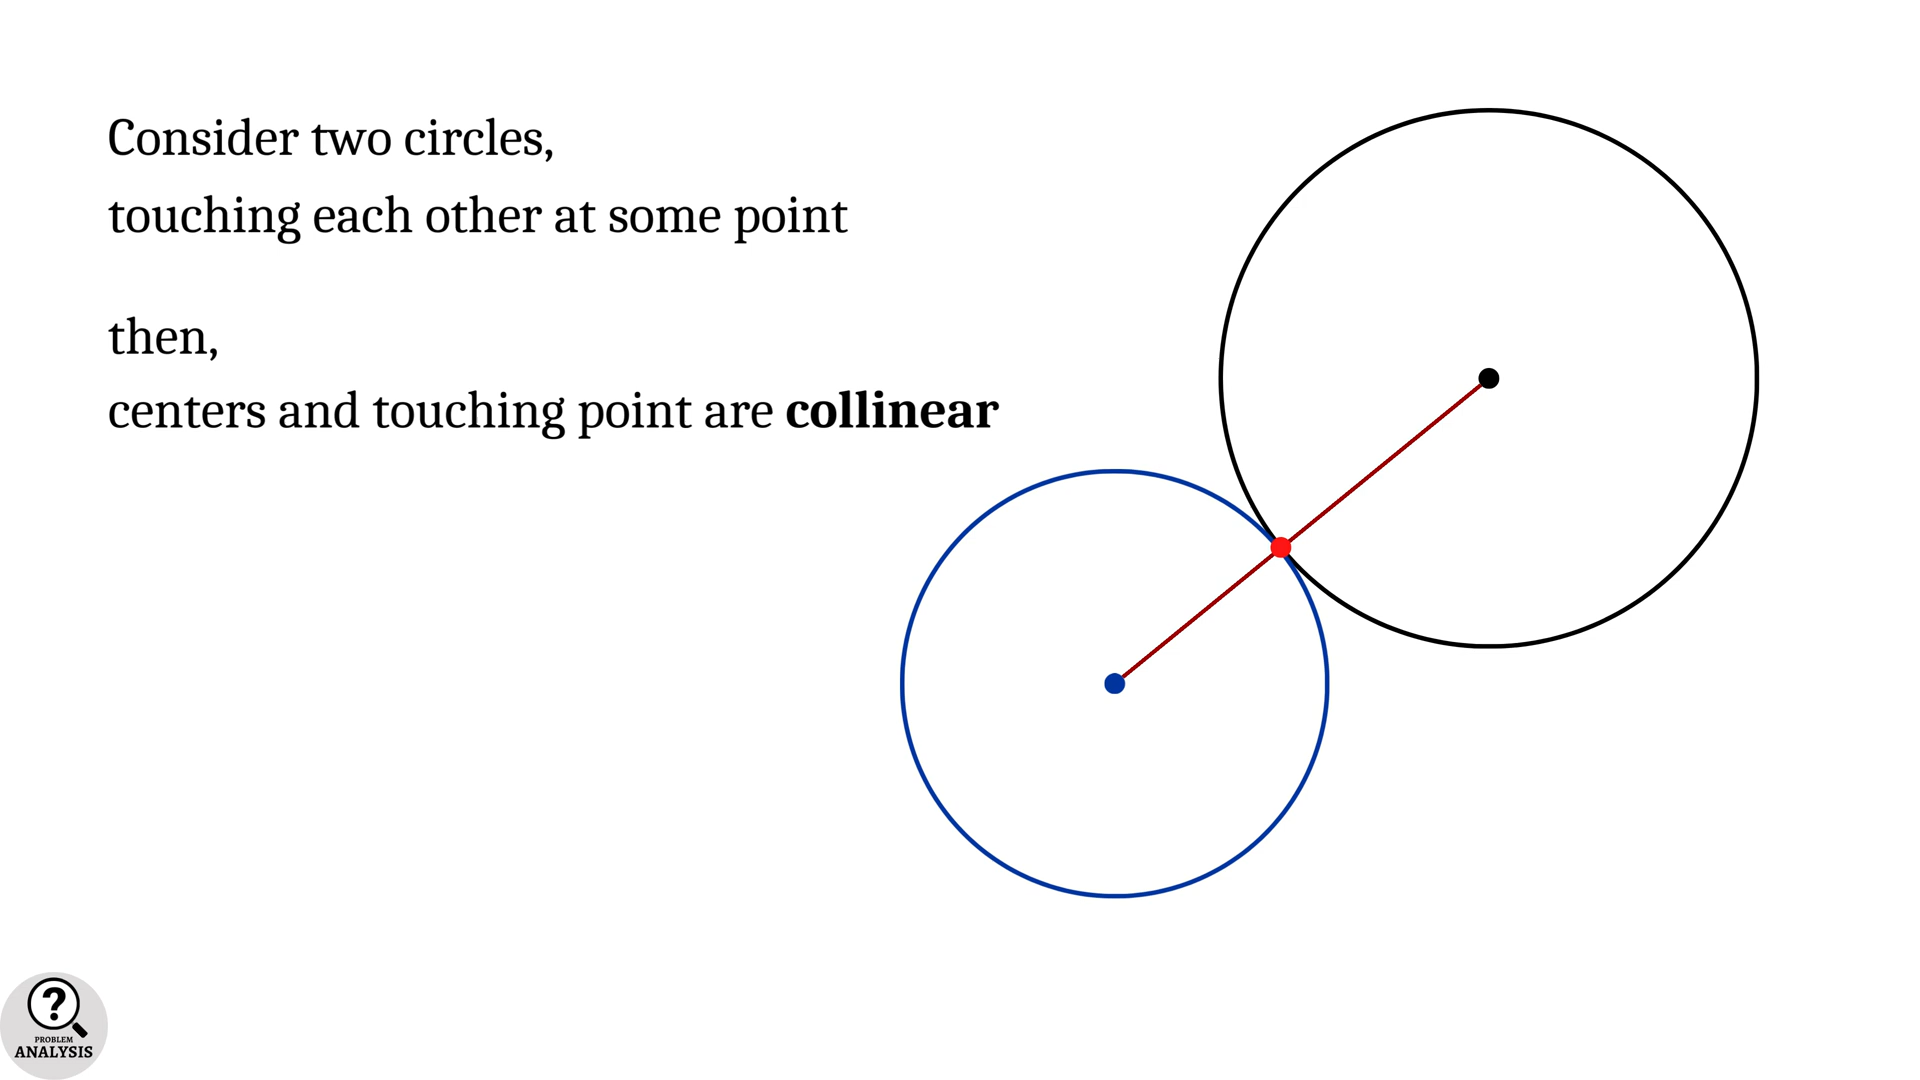 Consider two circles,
touching each other at some point
then,
centers and touching point are collinear
?
PROBLEM
ANALYSIS